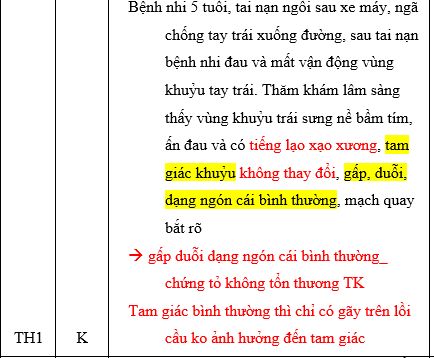 Bệnh nhi 5 tuổi, tai nạn ngồi sau xe máy, ngã
chống tay trái xuống đường, sau tai nạn
bệnh nhi đau và mất vận động vùng
khuỷu tay trái. Thăm khám lâm sàng
thấy vùng khuỷu trái sưng nề bầm tím,
ấn đau và có tiếng lạo xạo xương, tam
giác khuỷu không thay đổi, gấp, duỗi,
dạng ngón cái bình thường, mạch quay
bắt rõ
→ gấp duỗi dạng ngón cái bình thường_
chứng tỏ không tổn thương TK
Tam giác bình thường thì chỉ có gãy trên lồi
TH1 K cầu ko ảnh hưởng đến tam giác